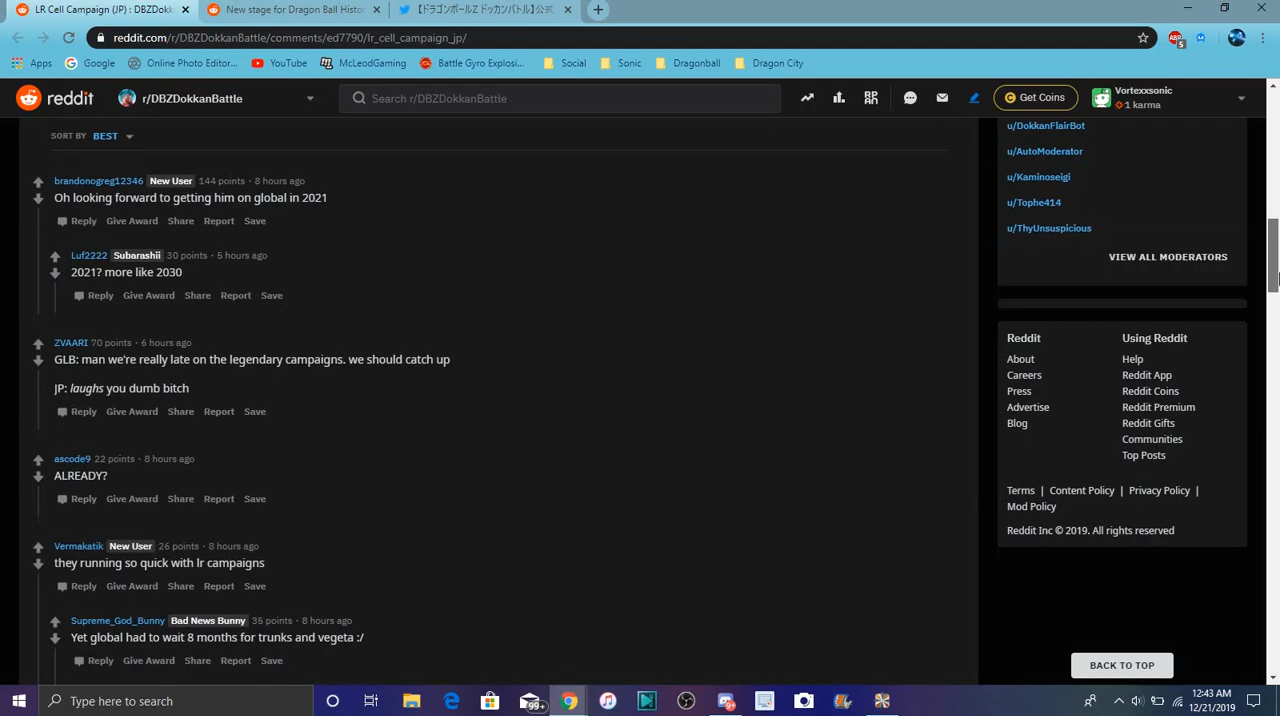 LR Cell Campaign (JP) : DBZDokk
New stage for Dragon Ball Histor
【ドラゴンボールZ ドッカンバトル】公式
reddit.com/r/DBZDokkanBattle/comments/ed7790/lr_cell_campaign_jp/
ABP
5
Apps
Google
Online Photo Editor...
YouTube
McLeodGaming
Battle Gyro Explosi...
Social
Sonic
Dragonball
Dragon City
reddit
r/DBZDokkanBattle
Search r/DBZDokkanBattle
Get Coins
Vortexxsonic
1 karma
SORT BY BEST
u/DokkanFlairBot
u/AutoModerator
u/Kaminoseigi
u/Tophe414
u/ThyUnsuspicious
VIEW ALL MODERATORS
brandonogreg12346 New User 144 points · 8 hours ago
Oh looking forward to getting him on global in 2021
Reply Give Award Share Report Save
Luf2222 Subarashii 30 points · 5 hours ago
2021? more like 2030
Reply Give Award Share Report Save
ZVAARI 70 points · 6 hours ago
GLB: man we're really late on the legendary campaigns. we should catch up
JP: laughs you dumb bitch
Reply Give Award Share Report Save
ascode9 22 points · 8 hours ago
ALREADY?
Reply Give Award Share Report Save
Vermakatik New User 26 points · 8 hours ago
they running so quick with lr campaigns
Reply Give Award Share Report Save
Supreme_God_Bunny Bad News Bunny 35 points · 8 hours ago
Yet global had to wait 8 months for trunks and vegeta :/
Reply Give Award Share Report Save
Reddit Using Reddit
About Help
Careers Reddit App
Press Reddit Coins
Advertise Reddit Premium
Blog Reddit Gifts
Communities
Top Posts
Terms | Content Policy | Privacy Policy |
Mod Policy
Reddit Inc © 2019. All rights reserved
BACK TO TOP
Type here to search
99+
12:43 AM
12/21/2019